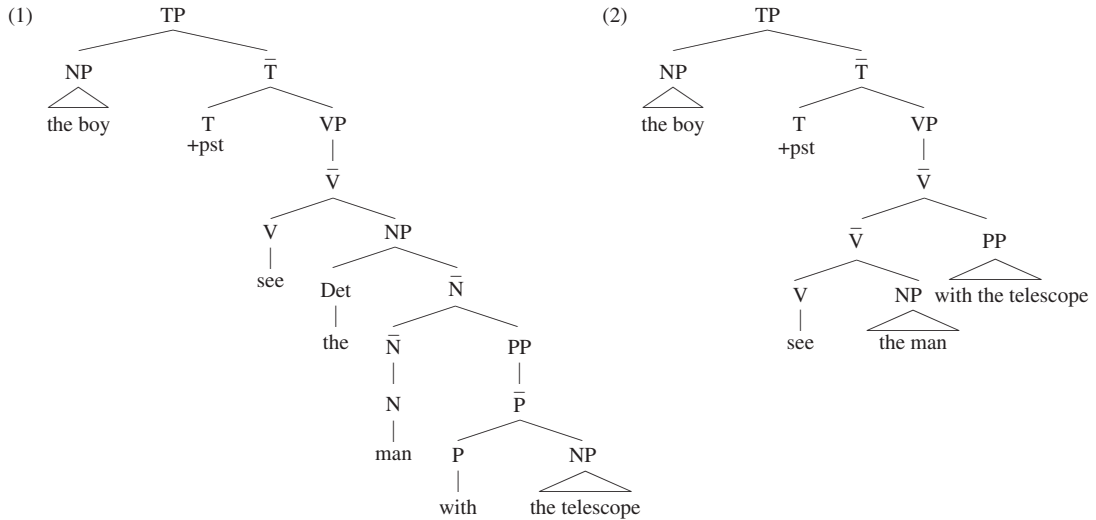 (1) TP (2) TP
NP T̄ NP T̄
the boy T VP the boy T VP
+pst +pst
V̄ V̄
V NP V̄ PP
see Det N̄ V NP with the telescope
the N̄ PP see the man
N P̄
man P NP
with the telescope